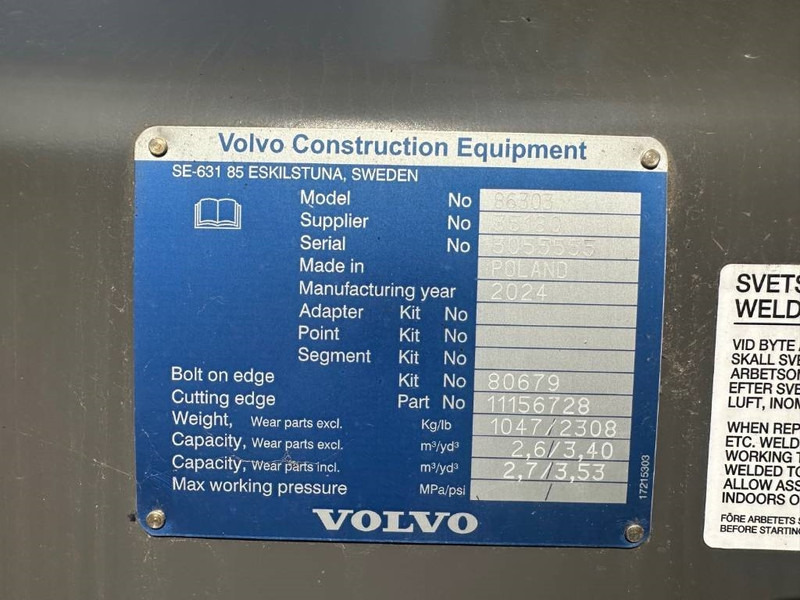 Volvo Construction Equipment
SE-631 85 ESKILSTUNA, SWEDEN
Model No 86303
Supplier No
Serial No 3055555
Made in POLAND
Manufacturing year 2024
Adapter Kit No
Point Kit No
Segment Kit No
Bolt on edge Kit No 80679
Cutting edge Part No 11156728
Weight, Wear parts excl. Kg/lb 1047/2308
Capacity, Wear parts excl. m³/yd³ 2,6/3,40
Capacity, Wear parts incl. m³/yd³ 2,7/3,53
Max working pressure MPa/psi /
VOLVO
17215303
SVETS
WELD
VID BYTE
SKALL SVE
ARBETSOM
EFTER SVE
LUFT, INOM
WHEN REP
ETC. WELD
WORKING T
WELDED TO
ALLOW ASS
INDOORS O
FÖRE ARBETETS S
BEFORE STARTING